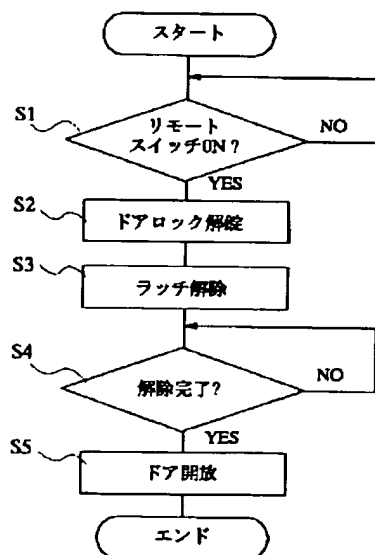 スタート
S1
リモート
スイッチON?
NO
YES
S2
ドアロック解錠
S3
ラッチ解除
S4
解除完了?
NO
YES
S5
ドア開放
エンド